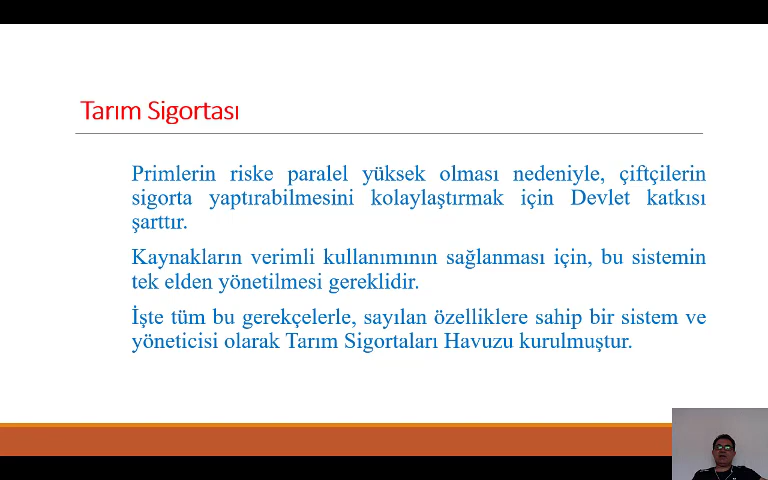 Tarım Sigortası
Primlerin riske paralel yüksek olması nedeniyle, çiftçilerin
sigorta yaptırabilmesini kolaylaştırmak için Devlet katkısı
şarttır.
Kaynakların verimli kullanımının sağlanması için, bu sistemin
tek elden yönetilmesi gereklidir.
İşte tüm bu gerekçelerle, sayılan özelliklere sahip bir sistem ve
yöneticisi olarak Tarım Sigortaları Havuzu kurulmuştur.